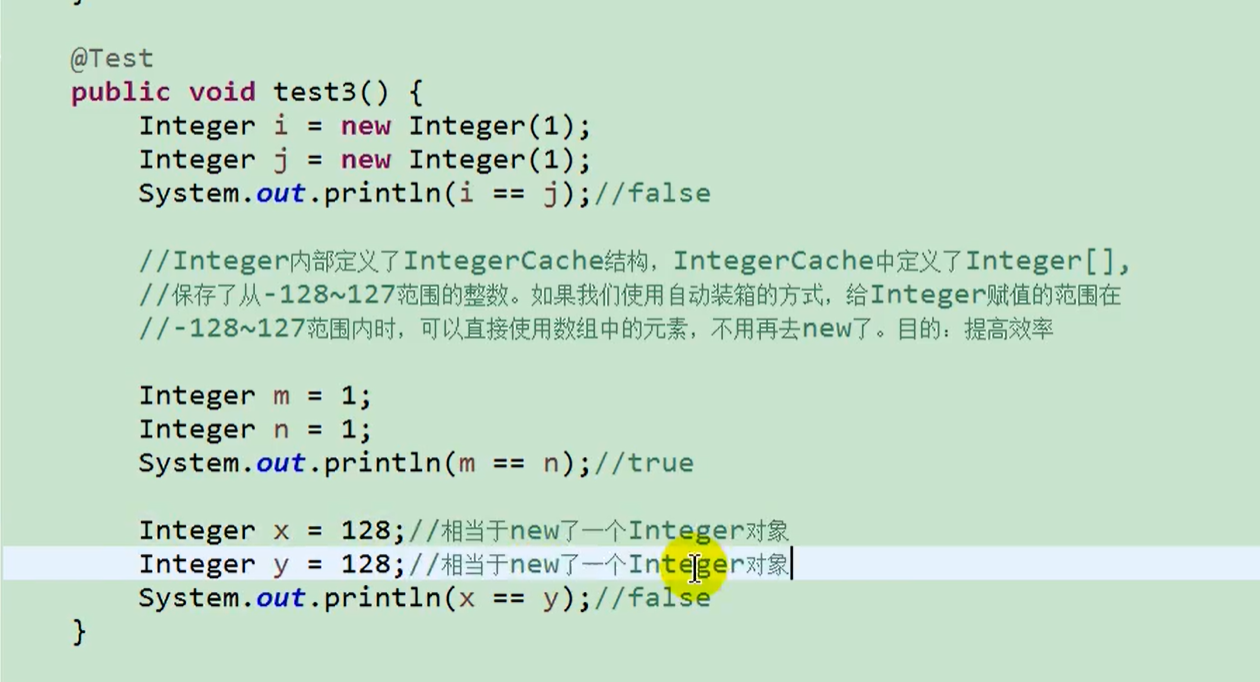 }
@Test
public void test3() {
Integer i = new Integer(1);
Integer j = new Integer(1);
System.out.println(i == j);//false
//Integer内部定义了IntegerCache结构，IntegerCache中定义了Integer[],
//保存了从-128~127范围的整数。如果我们使用自动装箱的方式，给Integer赋值的范围在
//-128~127范围内时，可以直接使用数组中的元素，不用再去new了。目的：提高效率
Integer m = 1;
Integer n = 1;
System.out.println(m == n);//true
Integer x = 128;//相当于new了一个Integer对象
Integer y = 128;//相当于new了一个Integer对象
System.out.println(x == y);//false
}